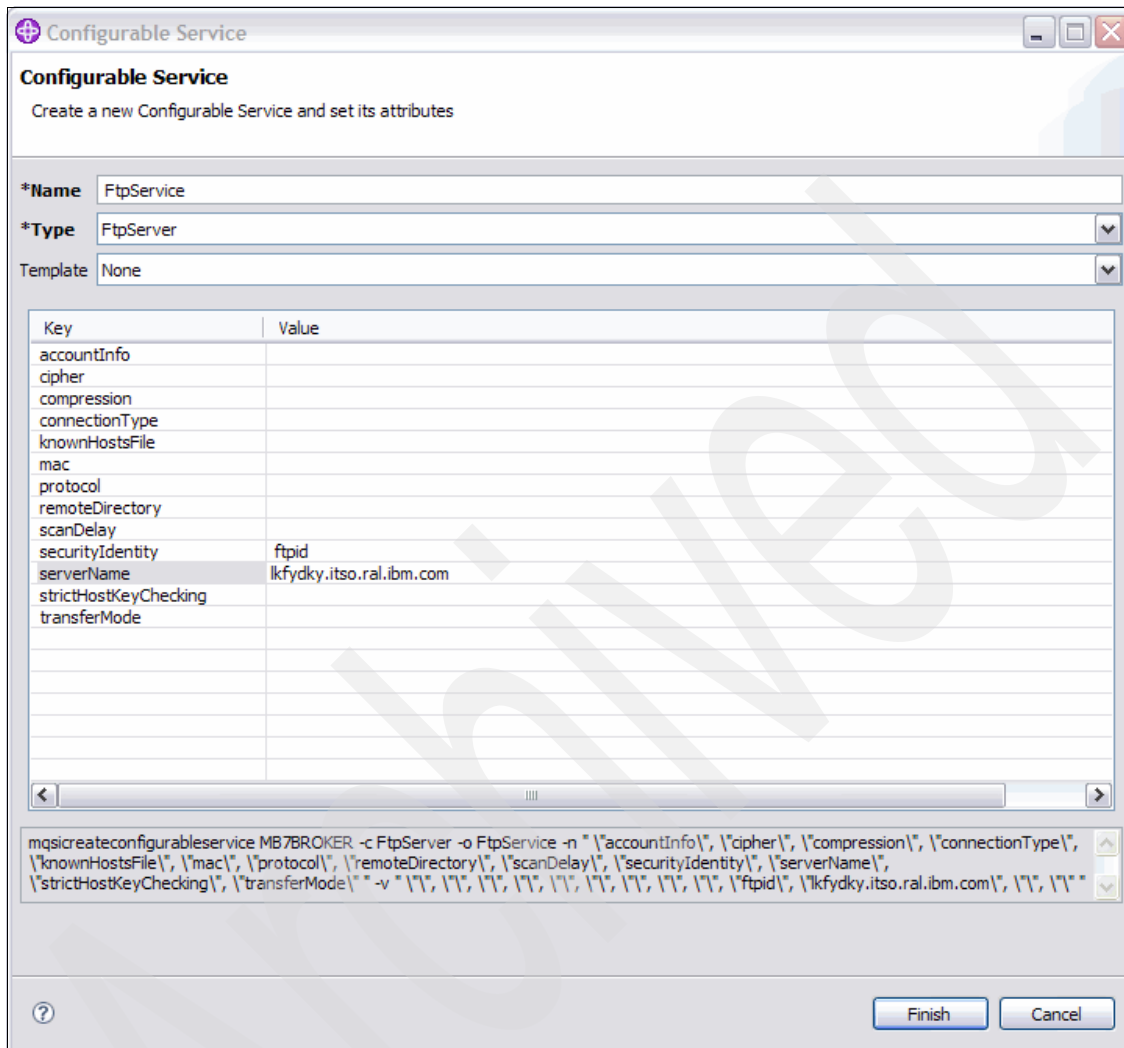 Configurable Service
Configurable Service
Create a new Configurable Service and set its attributes
*Name FtpService
*Type FtpServer
Template None
Key Value
accountInfo
cipher
compression
connectionType
knownHostsFile
mac
protocol
remoteDirectory
scanDelay
securityIdentity ftpid
serverName lkfydky.itso.ral.ibm.com
strictHostKeyChecking
transferMode
mqsicreateconfigurableservice MB7BROKER -c FtpServer -o FtpService -n " \"accountInfo\", \"cipher\", \"compression\", \"connectionType\",
\"knownHostsFile\", \"mac\", \"protocol\", \"remoteDirectory\", \"scanDelay\", \"securityIdentity\", \"serverName\",
\"strictHostKeyChecking\", \"transferMode\" " -v " \"\", \"\", \"\", \"\", \"\", \"\", \"\", \"\", \"\", \"ftpid\", \"lkfydky.itso.ral.ibm.com\", \"\", \"\" "
? Finish Cancel
Archived